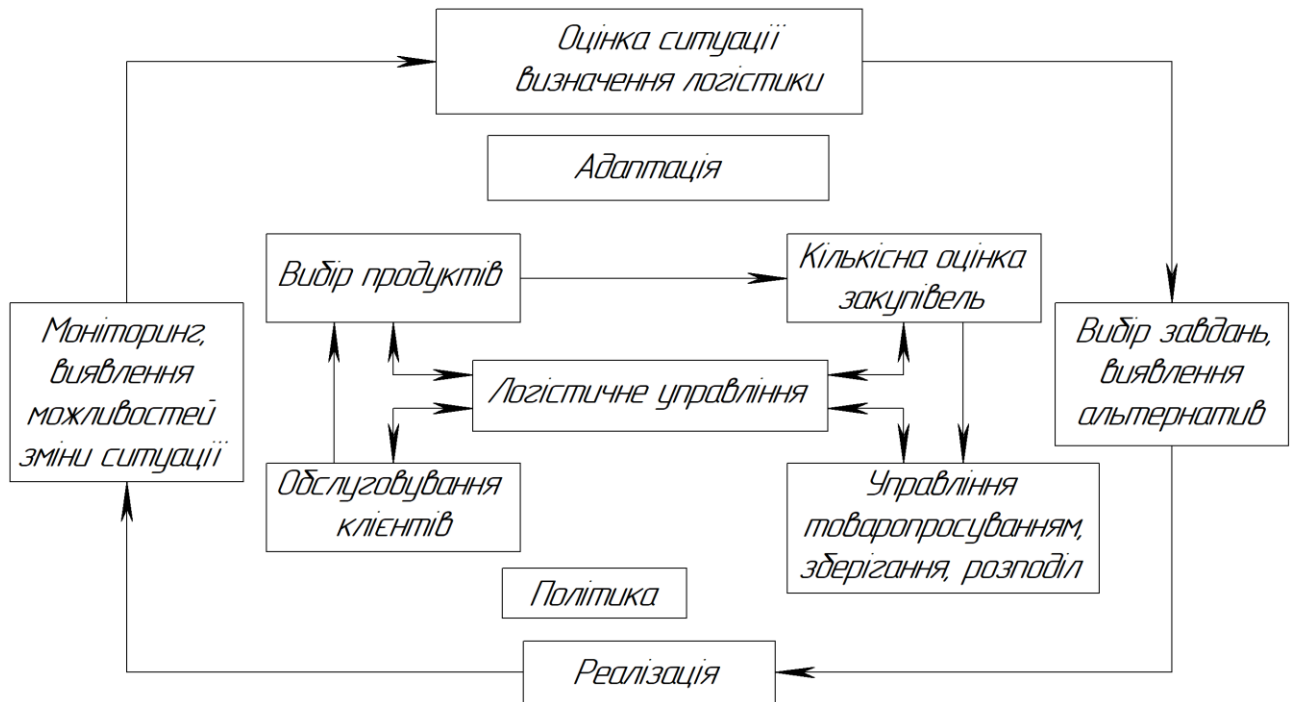 Оцінка ситуації
визначення логістики
Адаптація
Вибір продуктів
Кількісна оцінка
закупівель
Моніторинг,
виявлення
можливостей
зміни ситуації
Логістичне управління
Вибір завдань,
виявлення
альтернатив
Обслуговування
клієнтів
Управління
товаропросуванням,
зберігання, розподіл
Політика
Реалізація